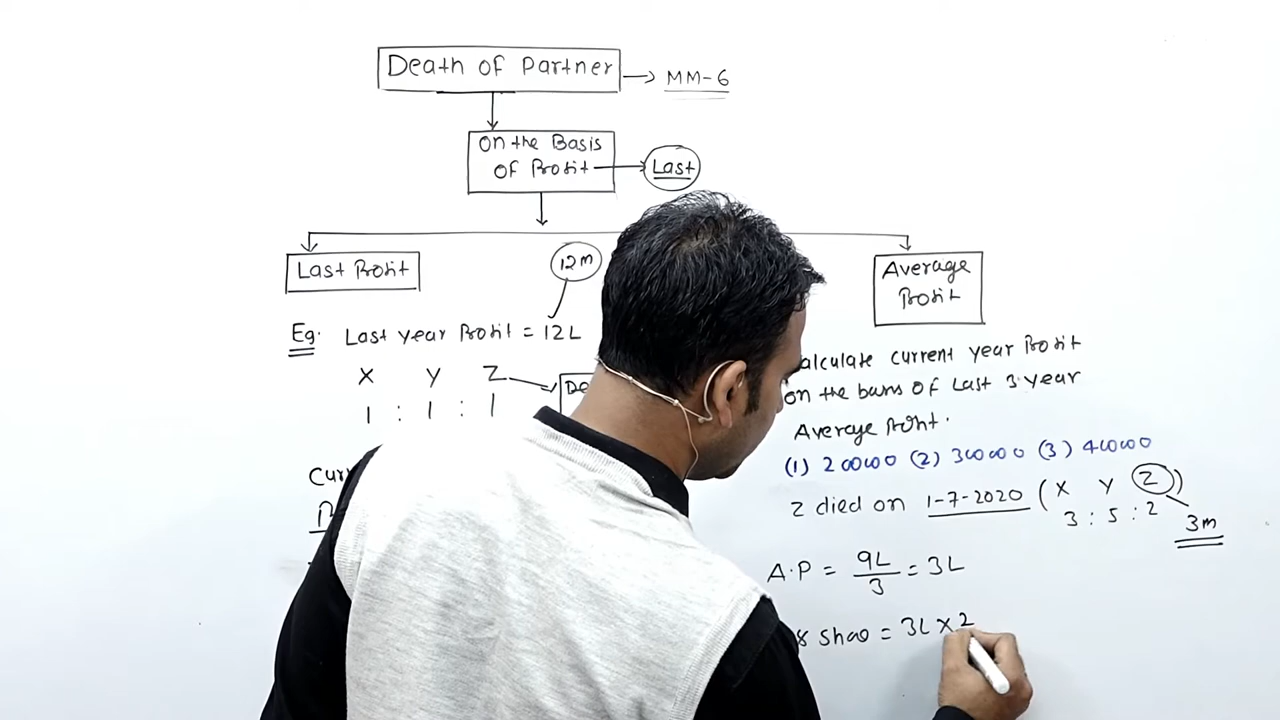 Death of Partner → MM-6
On the Basis
of Profit → Last
Last Profit
12m
Average
Profit
Eg. Last year Profit = 12L
X Y Z
1 : 1 : 1
Calculate current year Profit
on the basis of Last 3 year
Average Profit.
(1) 200000 (2) 300000 (3) 400000
Z died on 1-7-2020 ( X Y Z )
3 : 5 : 2
3m
A.P = 9L/3 = 3L
= 3L × 2